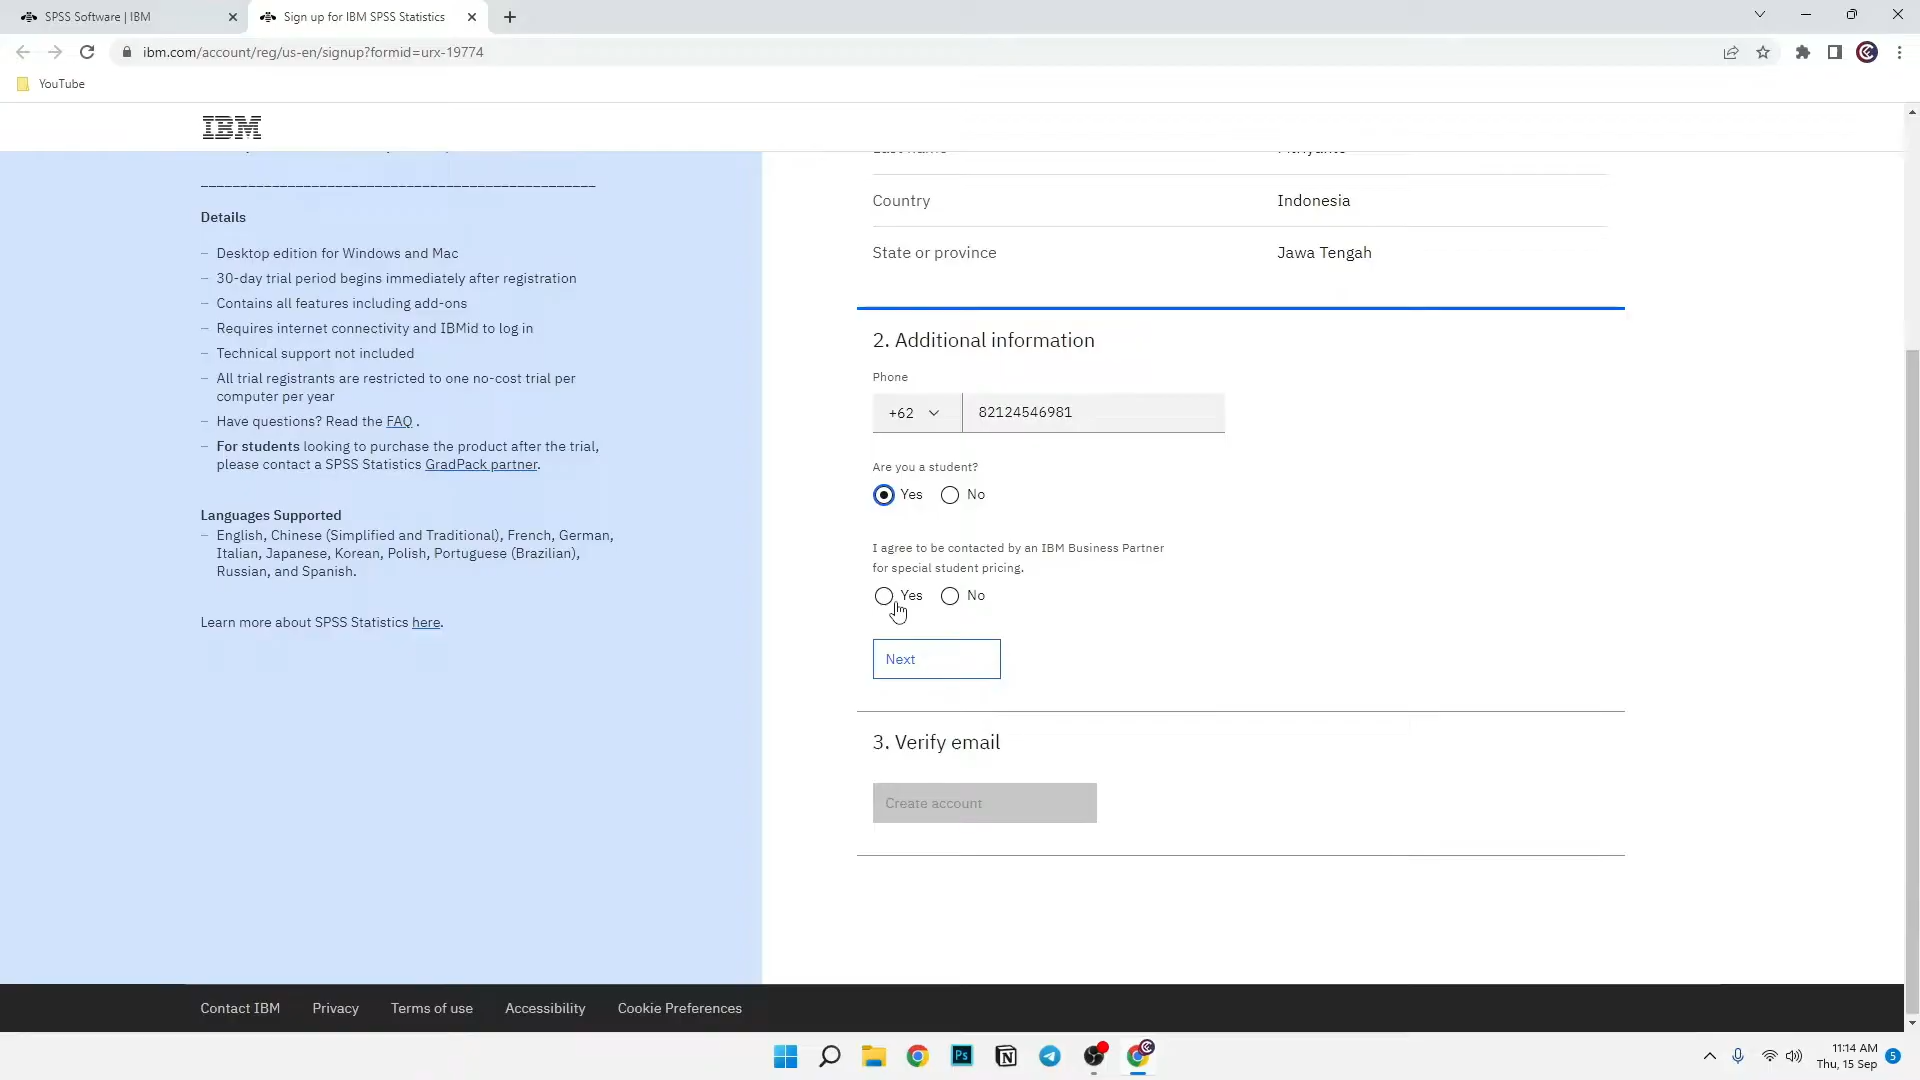 SPSS Software | IBM
Sign up for IBM SPSS Statistics
ibm.com/account/reg/us-en/signup?formid=urx-19774
YouTube
IBM
Details
– Desktop edition for Windows and Mac
– 30-day trial period begins immediately after registration
– Contains all features including add-ons
– Requires internet connectivity and IBMid to log in
– Technical support not included
– All trial registrants are restricted to one no-cost trial per
computer per year
– Have questions? Read the FAQ .
– For students looking to purchase the product after the trial,
please contact a SPSS Statistics GradPack partner.
Languages Supported
– English, Chinese (Simplified and Traditional), French, German,
Italian, Japanese, Korean, Polish, Portuguese (Brazilian),
Russian, and Spanish.
Learn more about SPSS Statistics here.
Country Indonesia
State or province Jawa Tengah
2. Additional information
Phone
+62 82124546981
Are you a student?
Yes No
I agree to be contacted by an IBM Business Partner
for special student pricing.
Yes No
Next
3. Verify email
Create account
Contact IBM Privacy Terms of use Accessibility Cookie Preferences
Ps
11:14 AM
Thu, 15 Sep
5